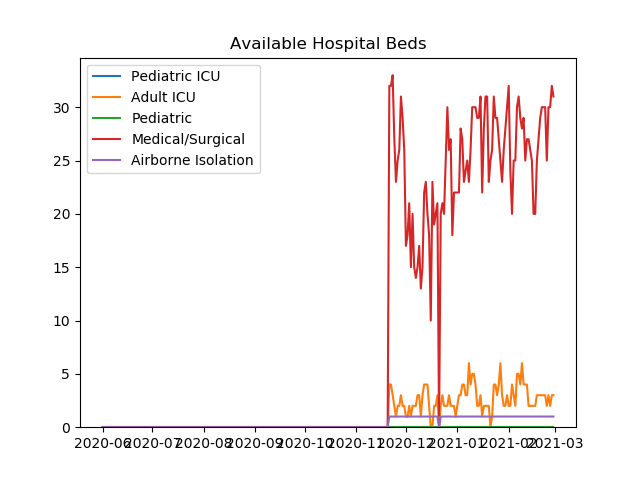 Available Hospital Beds
Pediatric ICU
Adult ICU
Pediatric
Medical/Surgical
Airborne Isolation
30
25
20
15
10
5
0
2020-06 2020-07 2020-08 2020-09 2020-10 2020-11 2020-12 2021-01 2021-02 2021-03